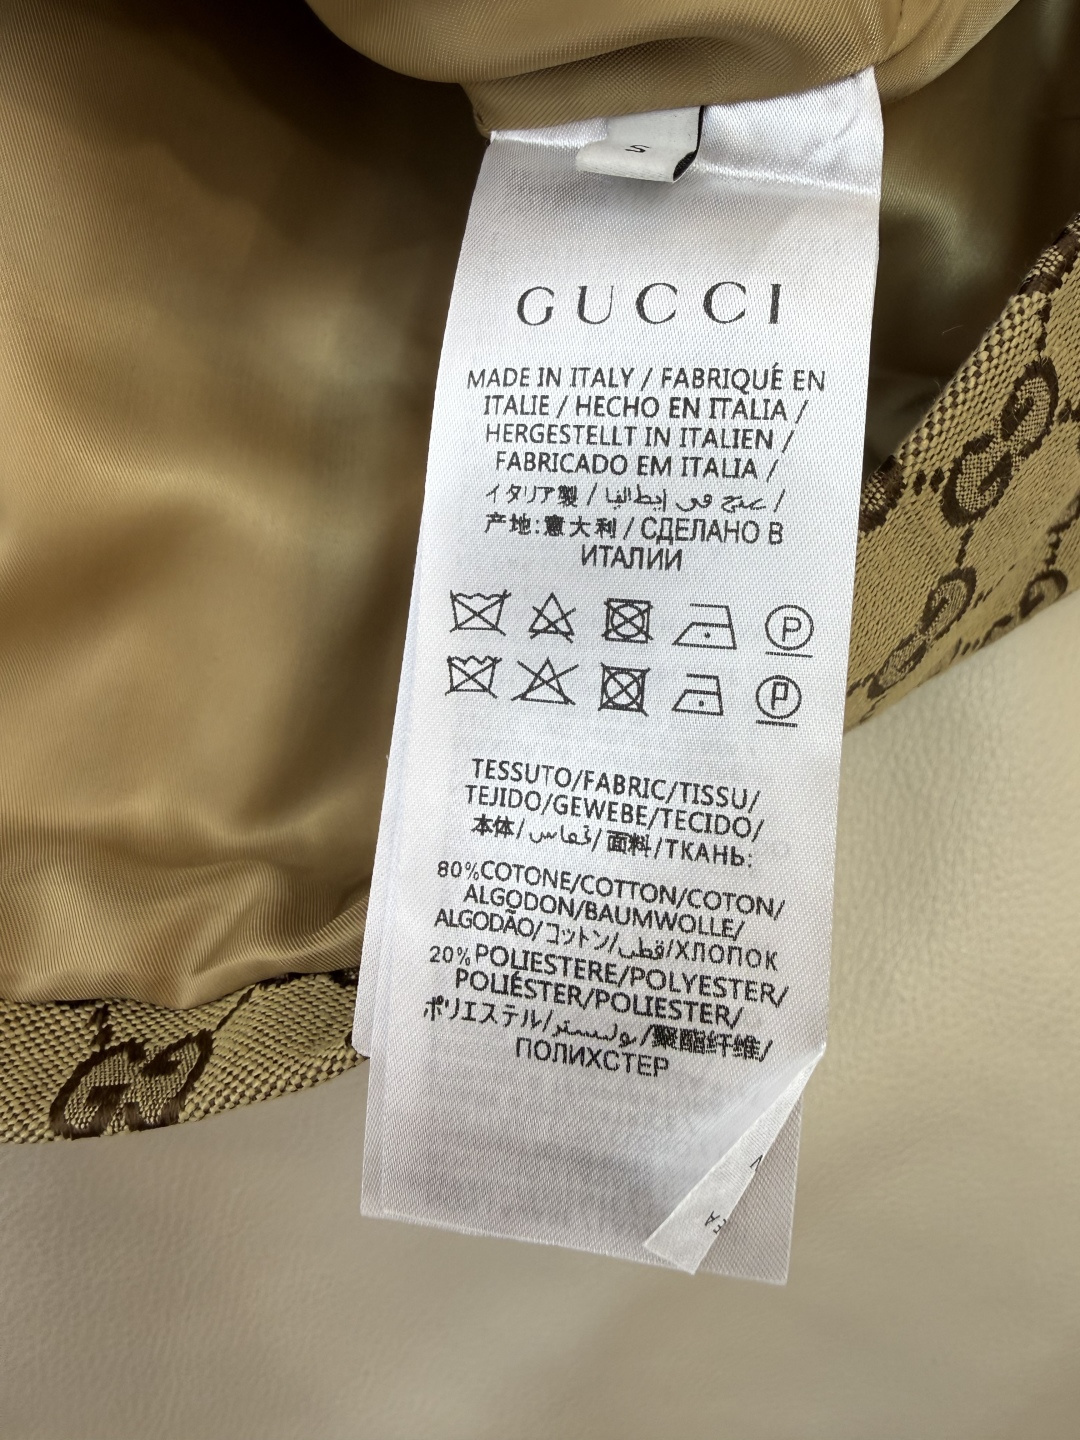 S
GUCCI
MADE IN ITALY / FABRIQUÉ EN
ITALIE / HECHO EN ITALIA /
HERGESTELLT IN ITALIEN /
FABRICADO EM ITALIA /
イタリア製 / صنع في إيطاليا /
产地:意大利 / СДЕЛАНО В
ИТАЛИИ
P
P
TESSUTO/FABRIC/TISSU/
TEJIDO/GEWEBE/TECIDO/
本体/قماس/面料/ТКАНЬ:
80%COTONE/COTTON/COTON/
ALGODON/BAUMWOLLE/
ALGODÃO/コットン/قطن/ХЛОПОК
20%POLIESTERE/POLYESTER/
POLIÉSTER/POLIESTER/
ポリエステル/بوليستر/聚酯纤维/
ПОЛИХСТЕР